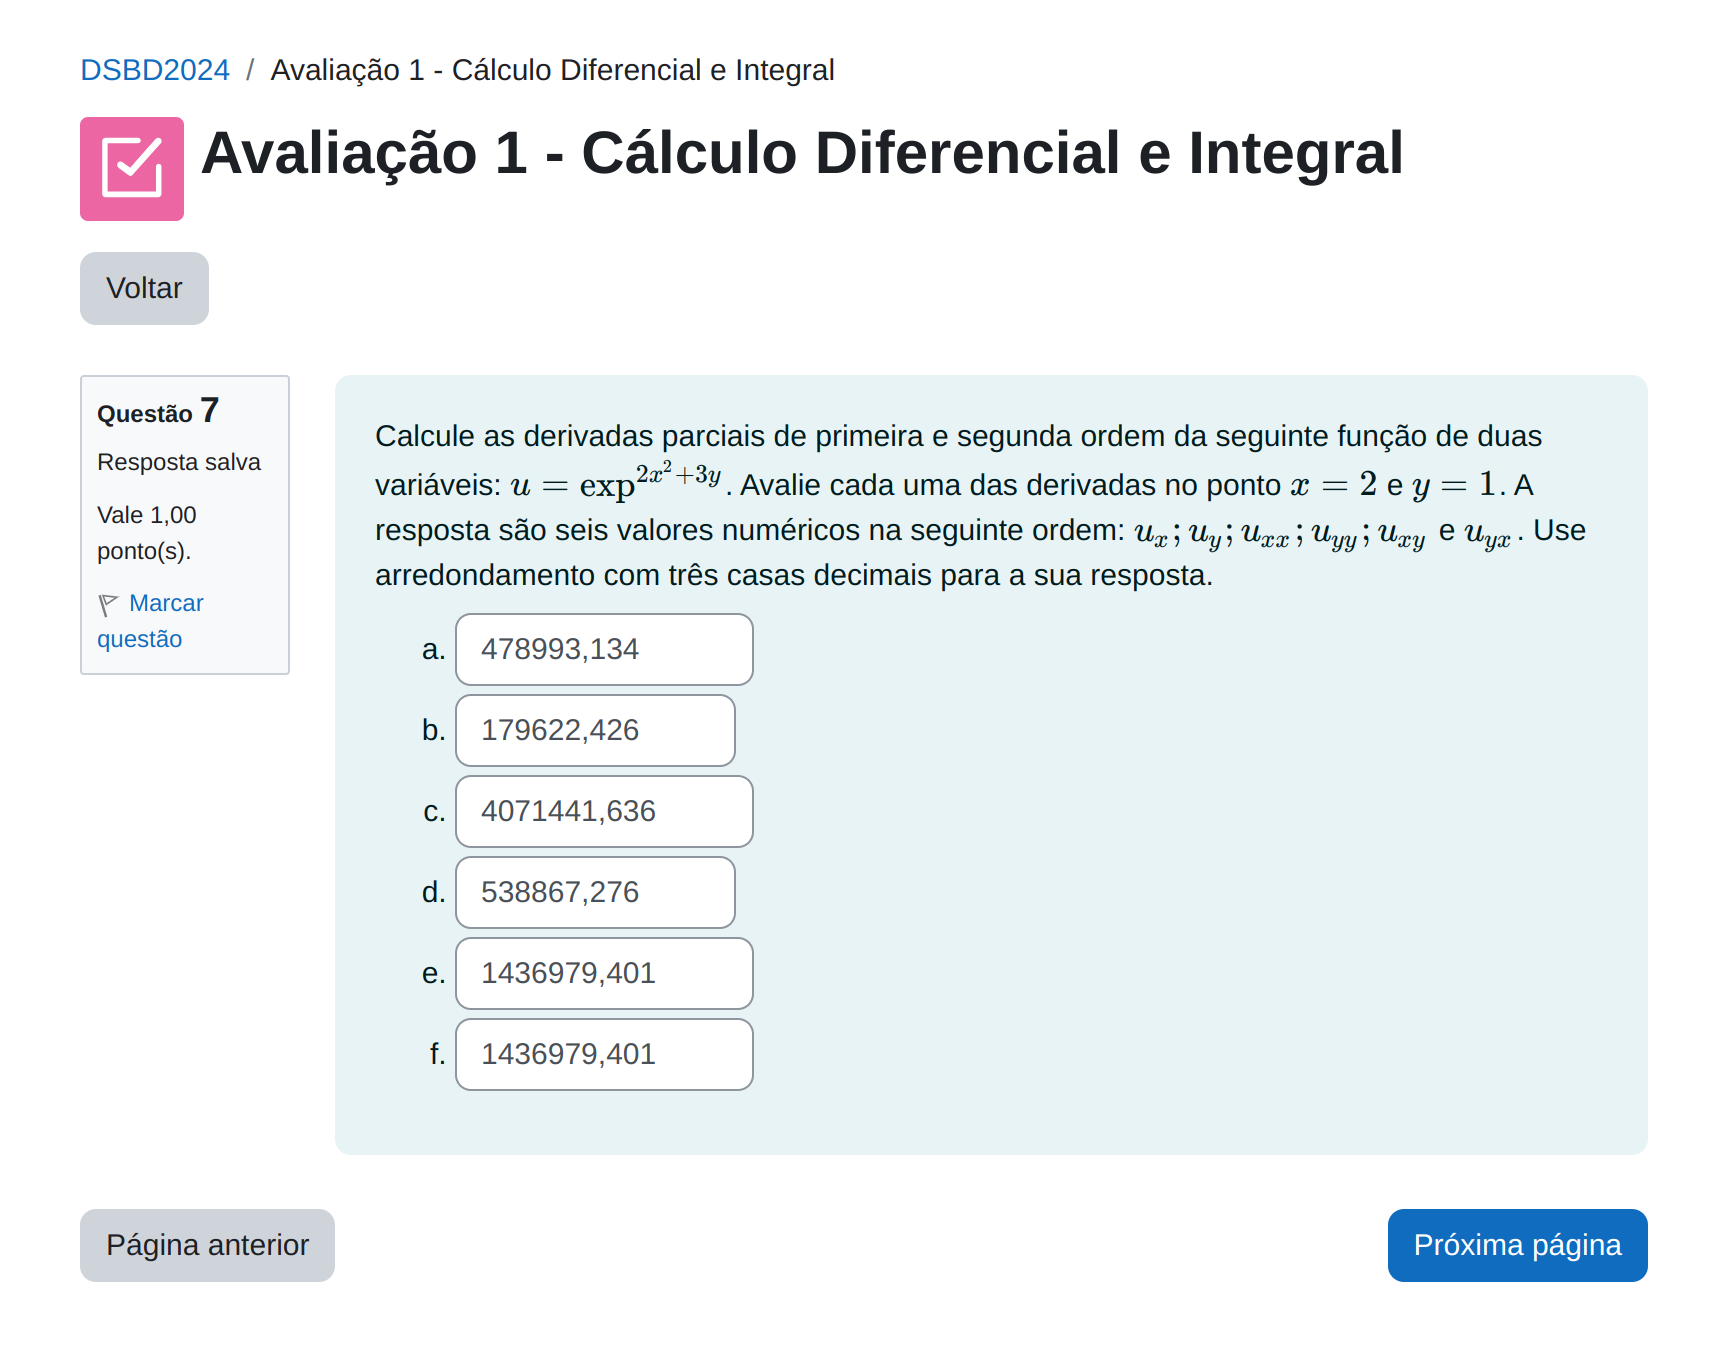 DSBD2024 / Avaliação 1 - Cálculo Diferencial e Integral
Avaliação 1 - Cálculo Diferencial e Integral
Voltar
Questão 7
Resposta salva
Vale 1,00
ponto(s).
Marcar
questão
Calcule as derivadas parciais de primeira e segunda ordem da seguinte função de duas
variáveis: $u = \exp^{2x^2+3y}$. Avalie cada uma das derivadas no ponto $x = 2$ e $y = 1$. A
resposta são seis valores numéricos na seguinte ordem: $u_x; u_y; u_{xx}; u_{yy}; u_{xy}$ e $u_{yx}$. Use
arredondamento com três casas decimais para a sua resposta.
a. 478993,134
b. 179622,426
c. 4071441,636
d. 538867,276
e. 1436979,401
f. 1436979,401
Página anterior
Próxima página